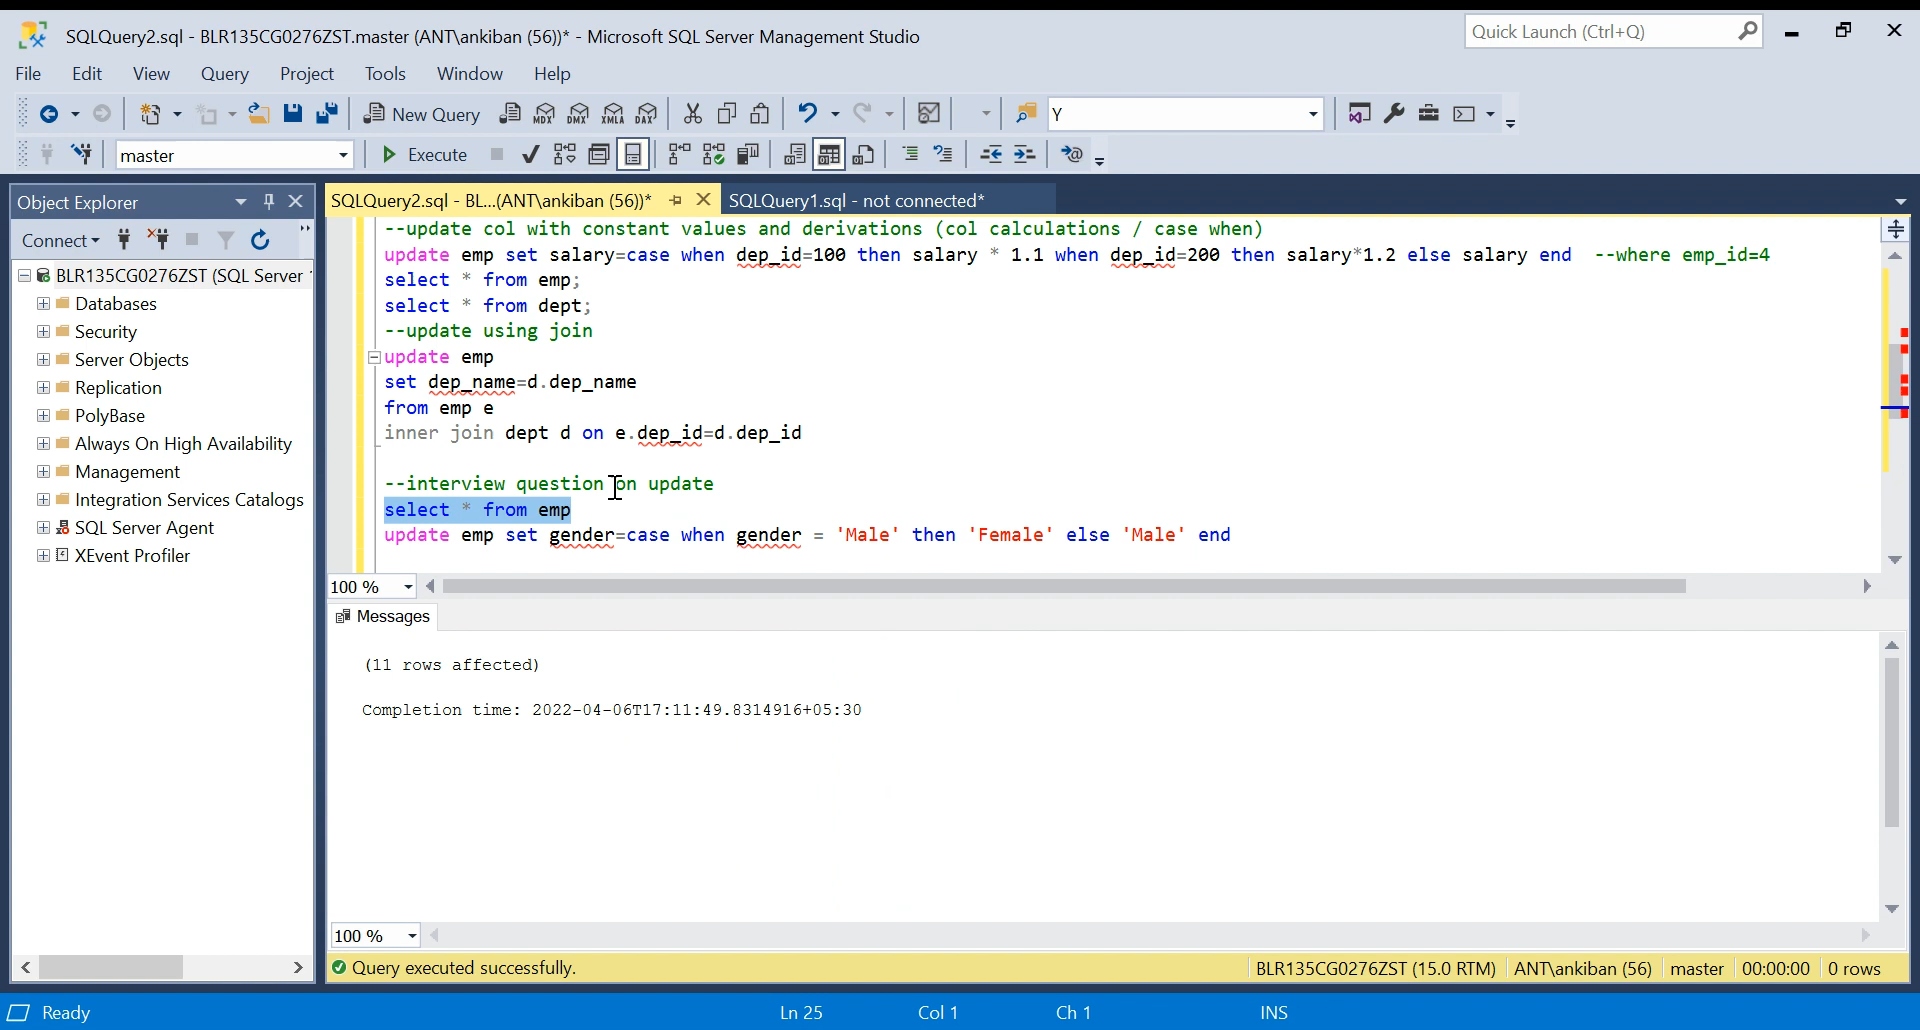 SQLQuery2.sql - BLR135CG0276ZST.master (ANT\ankiban (56))* - Microsoft SQL Server Management Studio
Quick Launch (Ctrl+Q)
File Edit View Query Project Tools Window Help
New Query MDX DMX XMLA DAX Y
master Execute
Object Explorer
SQLQuery2.sql - BL...(ANT\ankiban (56))* SQLQuery1.sql - not connected*
Connect
BLR135CG0276ZST (SQL Server
Databases
Security
Server Objects
Replication
PolyBase
Always On High Availability
Management
Integration Services Catalogs
SQL Server Agent
XEvent Profiler
--update col with constant values and derivations (col calculations / case when)
update emp set salary=case when dep_id=100 then salary * 1.1 when dep_id=200 then salary*1.2 else salary end --where emp_id=4
select * from emp;
select * from dept;
--update using join
update emp
set dep_name=d.dep_name
from emp e
inner join dept d on e.dep_id=d.dep_id
--interview question on update
select * from emp
update emp set gender=case when gender = 'Male' then 'Female' else 'Male' end
100 %
Messages
(11 rows affected)
Completion time: 2022-04-06T17:11:49.8314916+05:30
100 %
Query executed successfully. BLR135CG0276ZST (15.0 RTM) ANT\ankiban (56) master 00:00:00 0 rows
Ready Ln 25 Col 1 Ch 1 INS